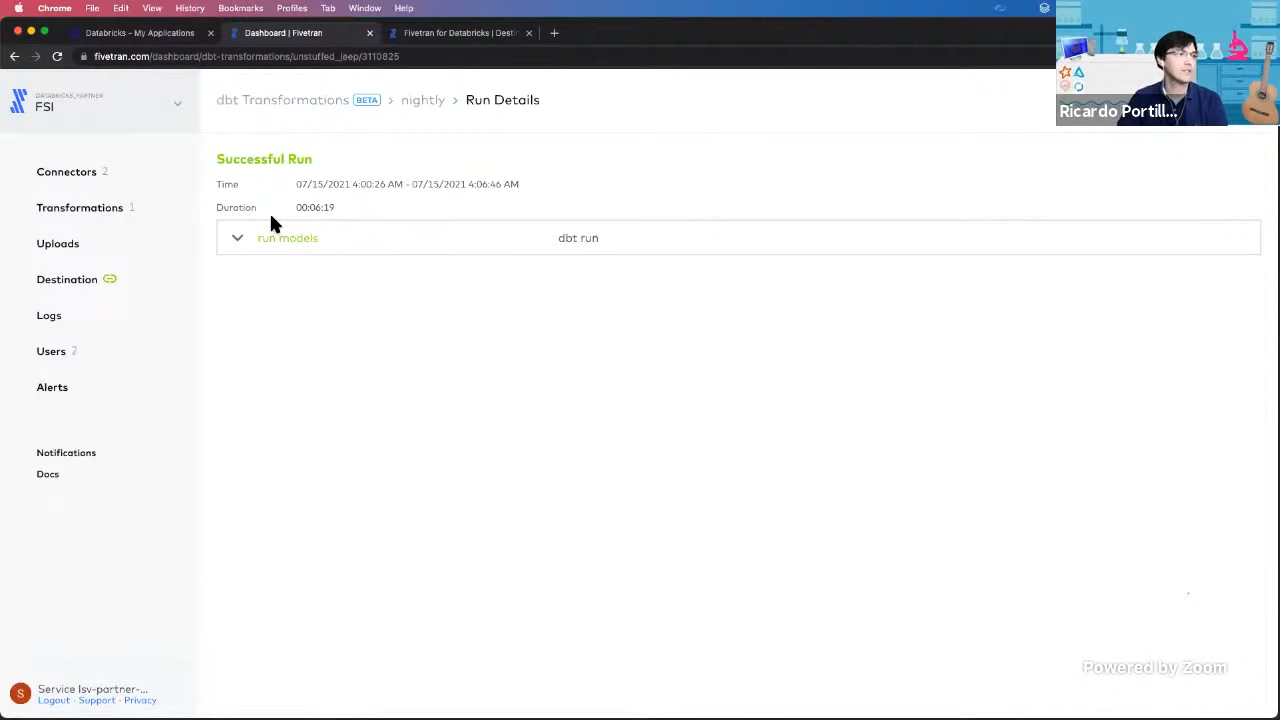 Chrome File Edit View History Bookmarks Profiles Tab Window Help
Databricks - My Applications × Dashboard | Fivetran × Fivetran for Databricks | Desti × +
fivetran.com/dashboard/dbt-transformations/unstuffed_jeep/3110825
DATABRICKS_PARTNER
FSI
dbt Transformations BETA > nightly > Run Details
Ricardo Portill...
Successful Run
Time 07/15/2021 4:00:26 AM - 07/15/2021 4:06:46 AM
Duration 00:06:19
run models dbt run
Connectors 2
Transformations 1
Uploads
Destination
Logs
Users 2
Alerts
Notifications
Docs
S
Service lsv-partner-...
Logout · Support · Privacy
Powered by Zoom